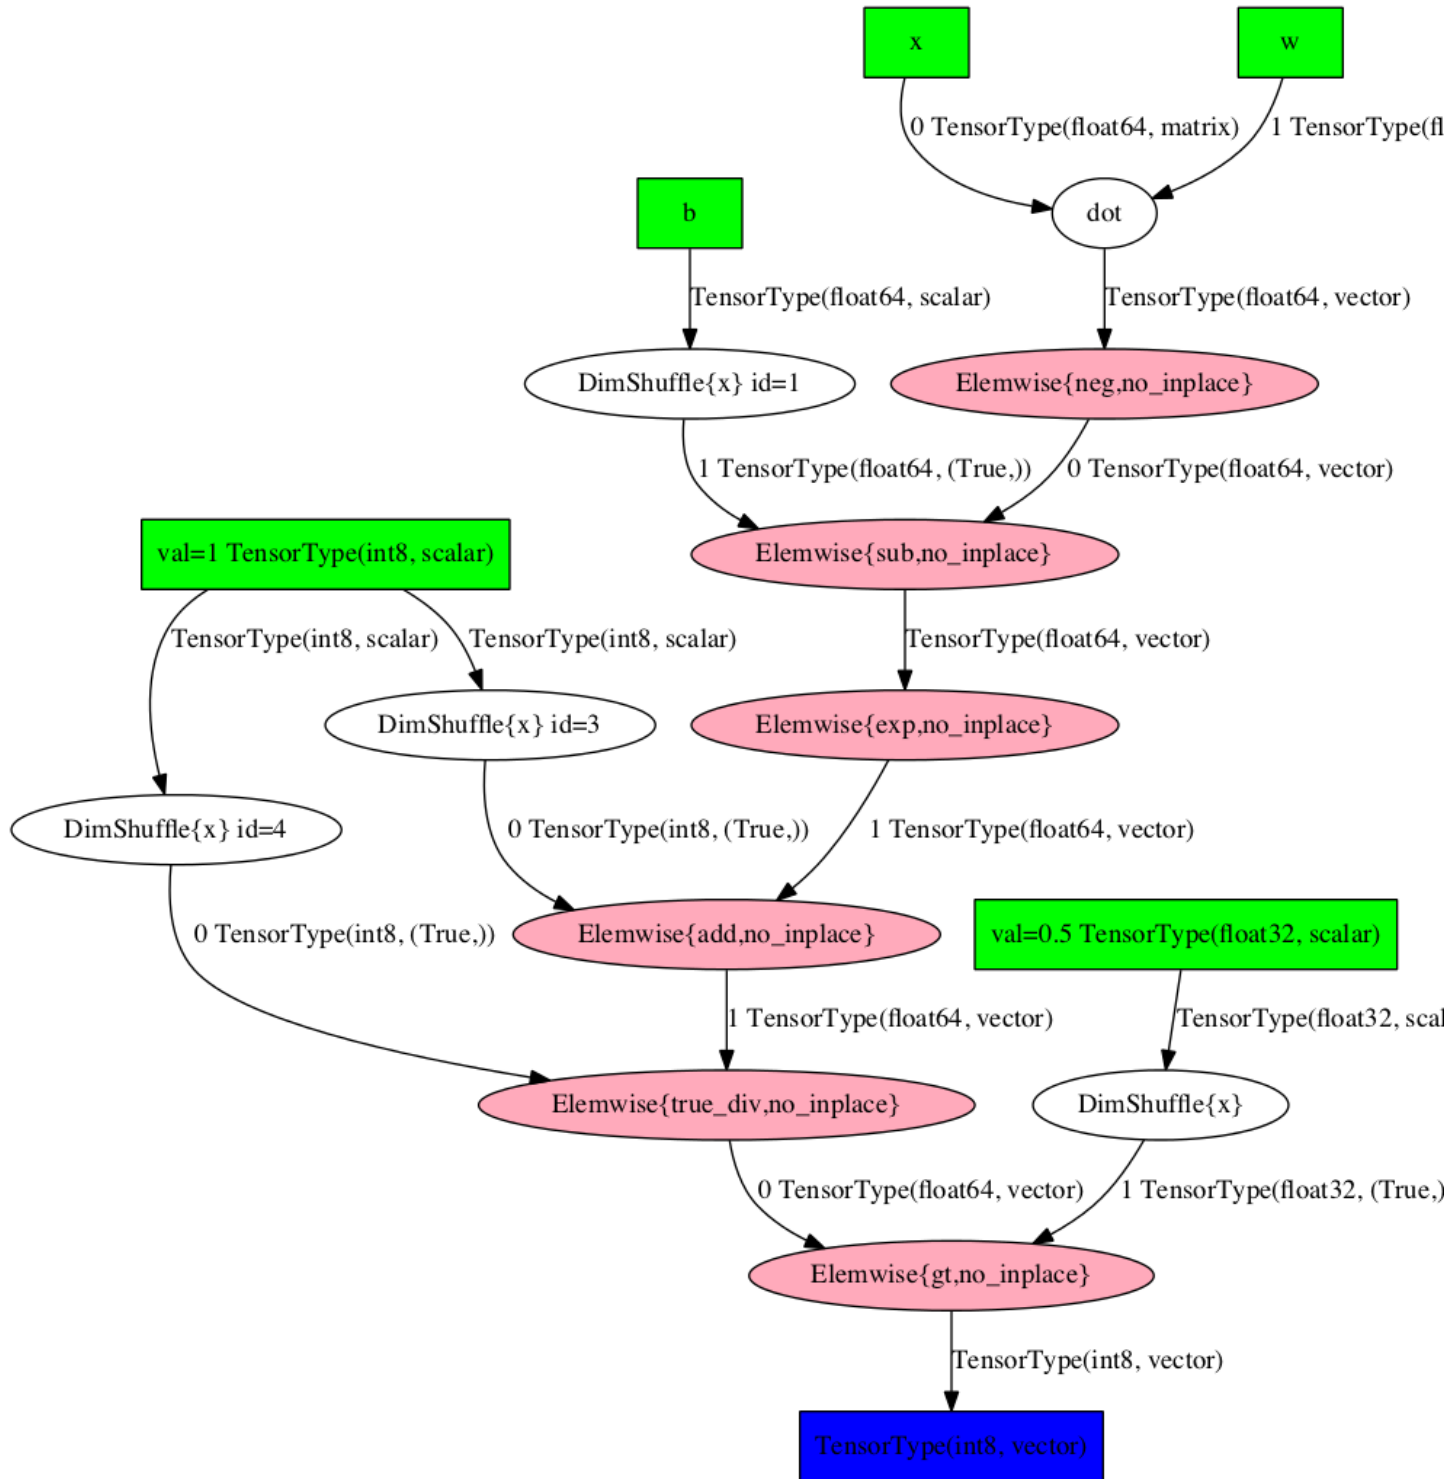 x
w
0 TensorType(float64, matrix)
1 TensorType(fl
b
dot
TensorType(float64, scalar)
TensorType(float64, vector)
DimShuffle{x} id=1
Elemwise{neg,no_inplace}
1 TensorType(float64, (True,))
0 TensorType(float64, vector)
val=1 TensorType(int8, scalar)
Elemwise{sub,no_inplace}
TensorType(int8, scalar)
TensorType(int8, scalar)
TensorType(float64, vector)
DimShuffle{x} id=3
Elemwise{exp,no_inplace}
DimShuffle{x} id=4
0 TensorType(int8, (True,))
1 TensorType(float64, vector)
0 TensorType(int8, (True,))
Elemwise{add,no_inplace}
val=0.5 TensorType(float32, scalar)
1 TensorType(float64, vector)
TensorType(float32, scal
Elemwise{true_div,no_inplace}
DimShuffle{x}
0 TensorType(float64, vector)
1 TensorType(float32, (True,)
Elemwise{gt,no_inplace}
TensorType(int8, vector)
TensorType(int8, vector)